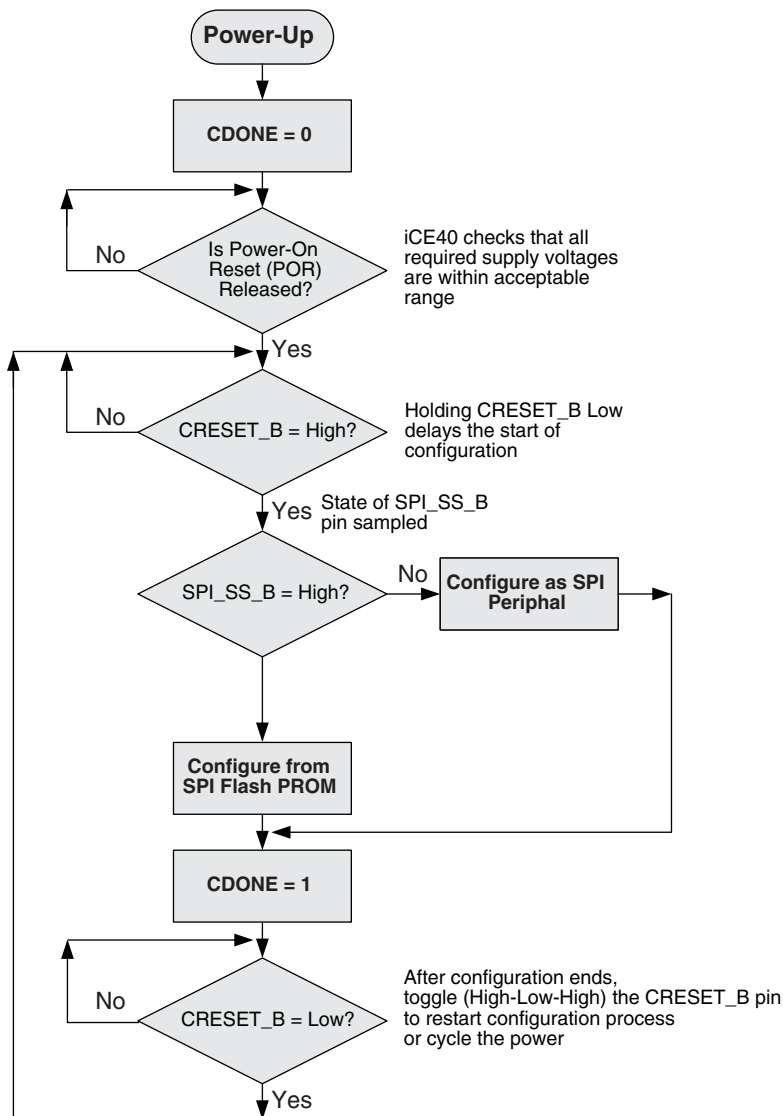 Power-Up
CDONE = 0
No
Is Power-On
Reset (POR)
Released?
iCE40 checks that all
required supply voltages
are within acceptable
range
Yes
No
CRESET_B = High?
Holding CRESET_B Low
delays the start of
configuration
Yes
State of SPI_SS_B
pin sampled
SPI_SS_B = High?
No
Configure as SPI
Periphal
Configure from
SPI Flash PROM
CDONE = 1
No
CRESET_B = Low?
After configuration ends,
toggle (High-Low-High) the CRESET_B pin
to restart configuration process
or cycle the power
Yes